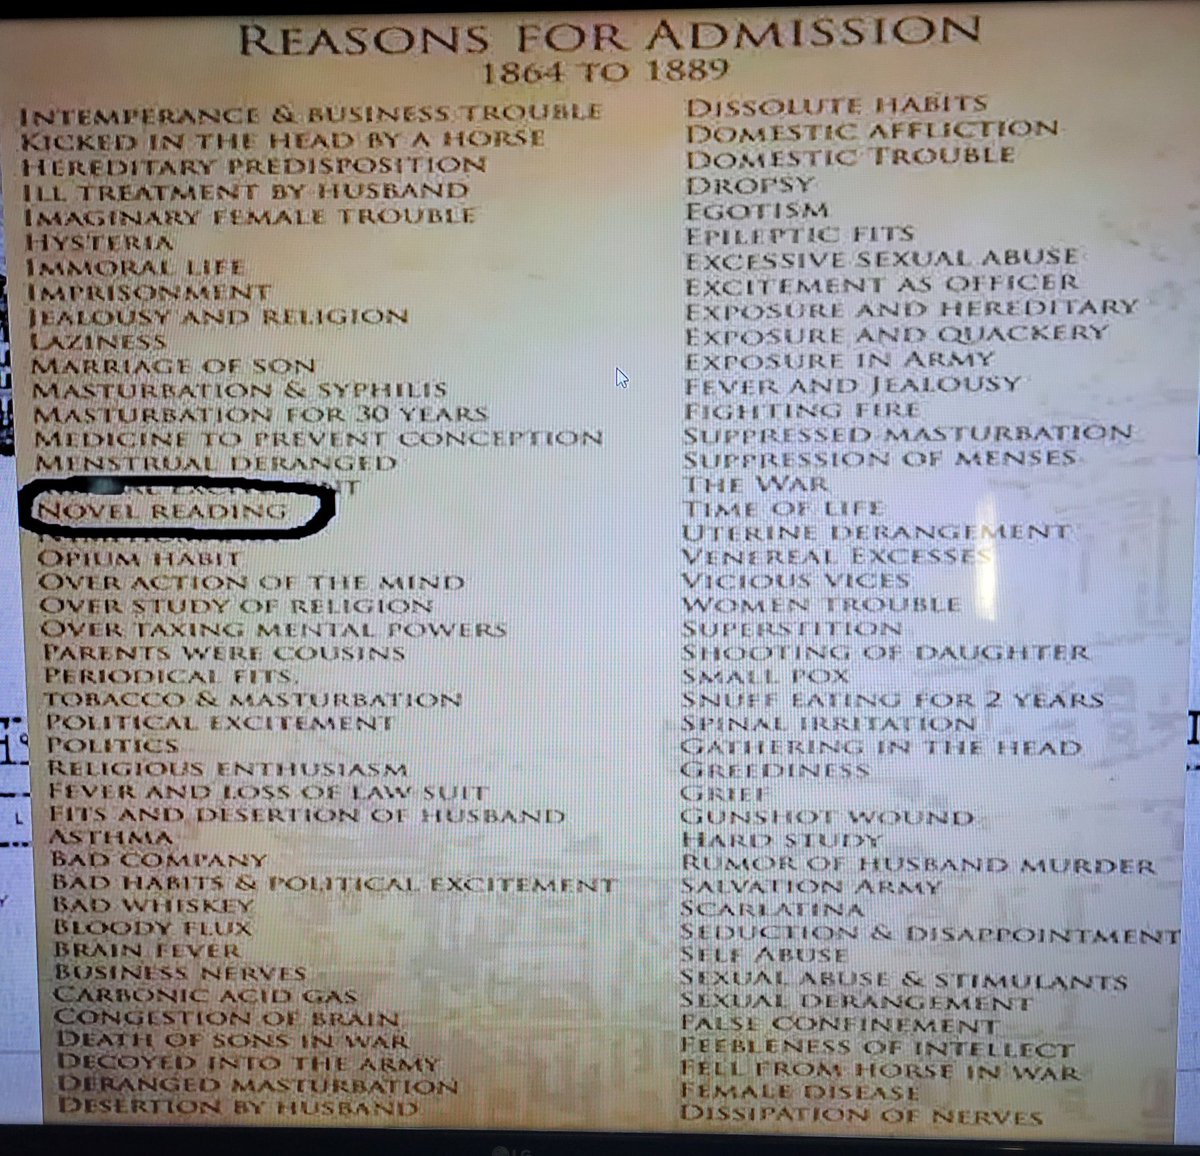 REASONS FOR ADMISSION
1864 TO 1889
INTEMPERANCE & BUSINESS TROUBLE
KICKED IN THE HEAD BY A HORSE
HEREDITARY PREDISPOSITION
ILL TREATMENT BY HUSBAND
IMAGINARY FEMALE TROUBLE
HYSTERIA
IMMORAL LIFE
IMPRISONMENT
JEALOUSY AND RELIGION
LAZINESS
MARRIAGE OF SON
MASTURBATION & SYPHILIS
MASTURBATION FOR 30 YEARS
MEDICINE TO PREVENT CONCEPTION
MENSTRUAL DERANGED
NOVEL READING
OPIUM HABIT
OVER ACTION OF THE MIND
OVER STUDY OF RELIGION
OVER TAXING MENTAL POWERS
PARENTS WERE COUSINS
PERIODICAL FITS.
TOBACCO & MASTURBATION
POLITICAL EXCITEMENT
POLITICS
RELIGIOUS ENTHUSIASM
FEVER AND LOSS OF LAW SUIT
FITS AND DESERTION OF HUSBAND
ASTHMA
BAD COMPANY
BAD HABITS & POLITICAL EXCITEMENT
BAD WHISKEY
BLOODY FLUX
BRAIN FEVER
BUSINESS NERVES
CARBONIC ACID GAS
CONGESTION OF BRAIN
DEATH OF SONS IN WAR
DECOYED INTO THE ARMY
DERANGED MASTURBATION
DESERTION BY HUSBAND
DISSOLUTE HABITS
DOMESTIC AFFLICTION
DOMESTIC TROUBLE
DROPSY
EGOTISM
EPILEPTIC FITS
EXCESSIVE SEXUAL ABUSE
EXCITEMENT AS OFFICER
EXPOSURE AND HEREDITARY
EXPOSURE AND QUACKERY
EXPOSURE IN ARMY
FEVER AND JEALOUSY
FIGHTING FIRE
SUPPRESSED MASTURBATION
SUPPRESSION OF MENSES
THE WAR
TIME OF LIFE
UTERINE DERANGEMENT
VENEREAL EXCESSES
VICIOUS VICES
WOMEN TROUBLE
SUPERSTITION
SHOOTING OF DAUGHTER
SMALL POX
SNUFF EATING FOR 2 YEARS
SPINAL IRRITATION
GATHERING IN THE HEAD
GREEDINESS
GRIEF
GUNSHOT WOUND
HARD STUDY
RUMOR OF HUSBAND MURDER
SALVATION ARMY
SCARLATINA
SEDUCTION & DISAPPOINTMENT
SELF ABUSE
SEXUAL ABUSE & STIMULANTS
SEXUAL DERANGEMENT
FALSE CONFINEMENT
FEEBLENESS OF INTELLECT
FELL FROM HORSE IN WAR
FEMALE DISEASE
DISSIPATION OF NERVES
LG